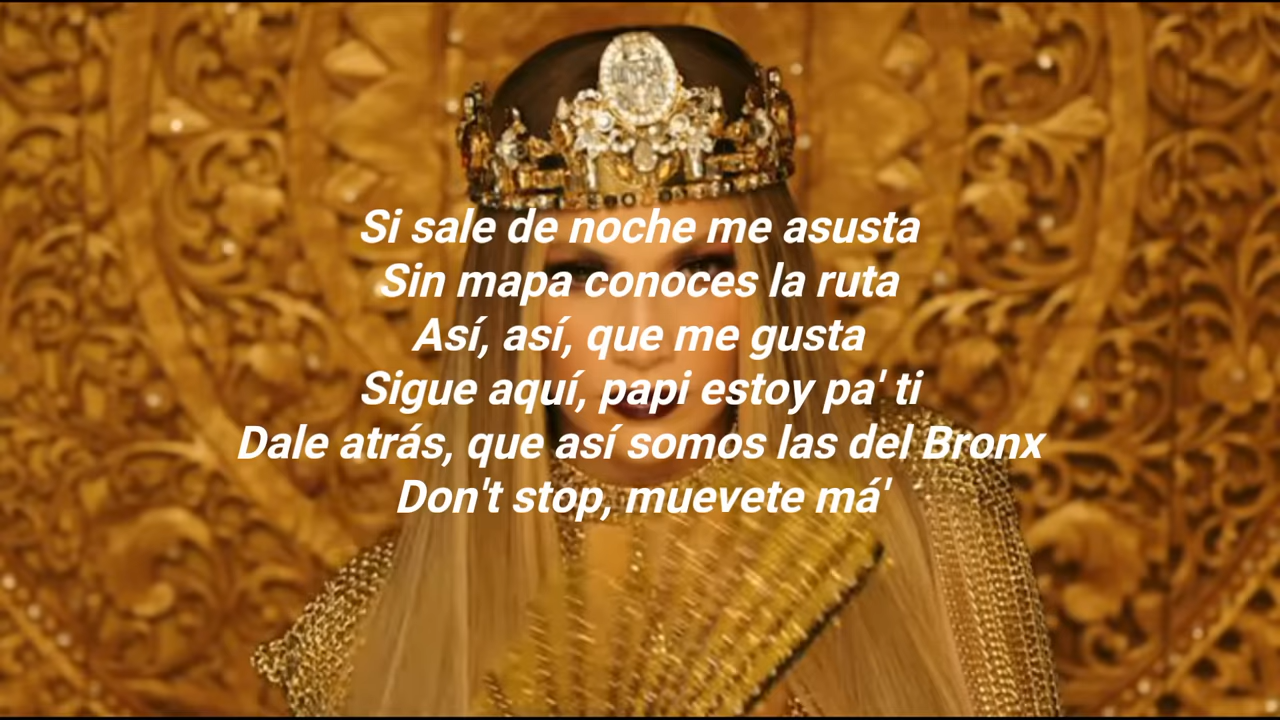 Si sale de noche me asusta
Sin mapa conoces la ruta
Así, así, que me gusta
Sigue aquí, papi estoy pa' ti
Dale atrás, que así somos las del Bronx
Don't stop, muevete má'